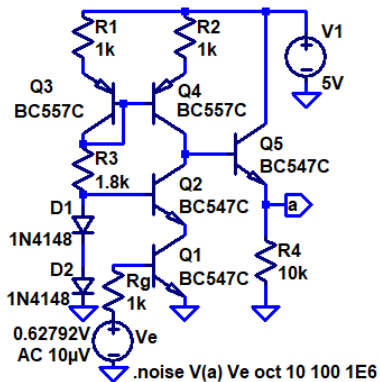 R1
1k
R2
1k
V1
5V
Q3
BC557C
Q4
BC557C
Q5
BC547C
R3
1.8k
Q2
BC547C
a
D1
1N4148
R4
10k
D2
1N4148
Q1
BC547C
Rg
1k
0.62792V
AC 10µV
Ve
.noise V(a) Ve oct 10 100 1E6